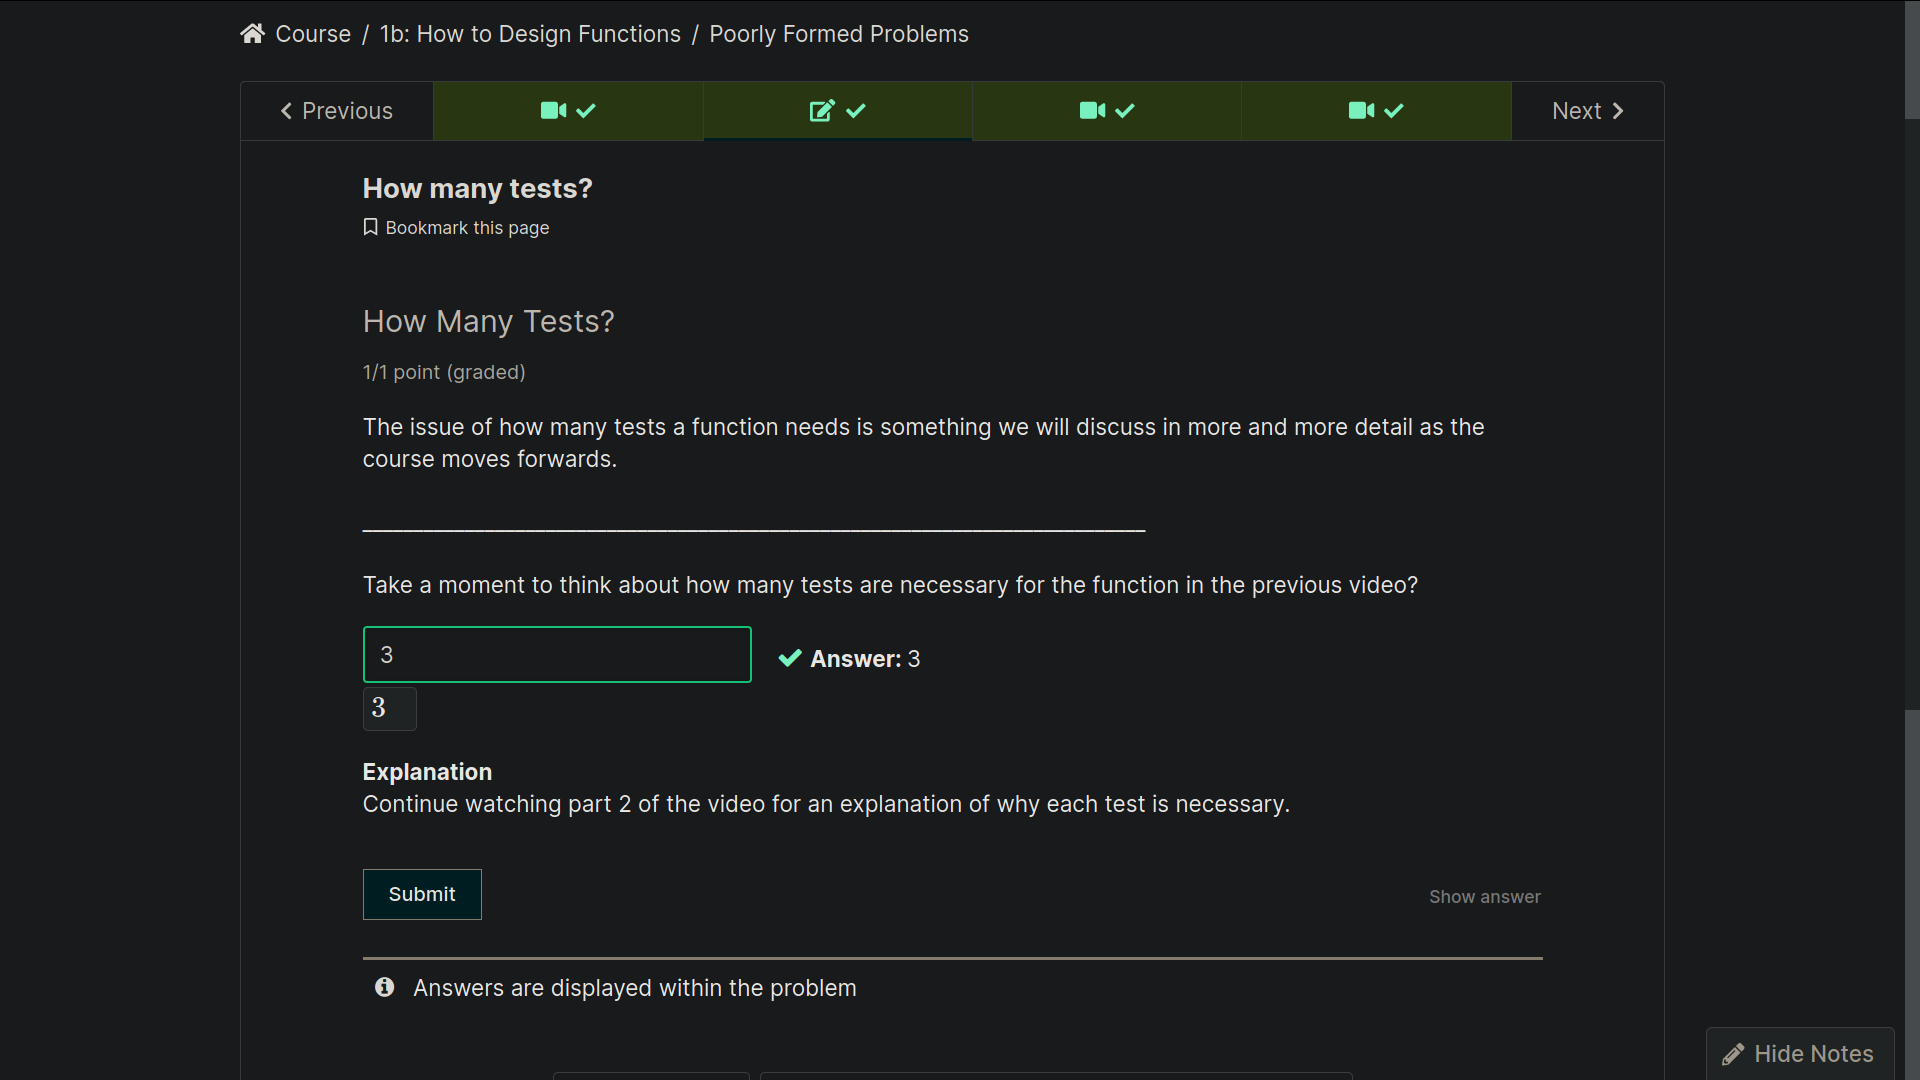 Course / 1b: How to Design Functions / Poorly Formed Problems
Previous
Next
How many tests?
Bookmark this page
How Many Tests?
1/1 point (graded)
The issue of how many tests a function needs is something we will discuss in more and more detail as the
course moves forwards.
Take a moment to think about how many tests are necessary for the function in the previous video?
3
Answer: 3
3
Explanation
Continue watching part 2 of the video for an explanation of why each test is necessary.
Submit
Show answer
Answers are displayed within the problem
Hide Notes